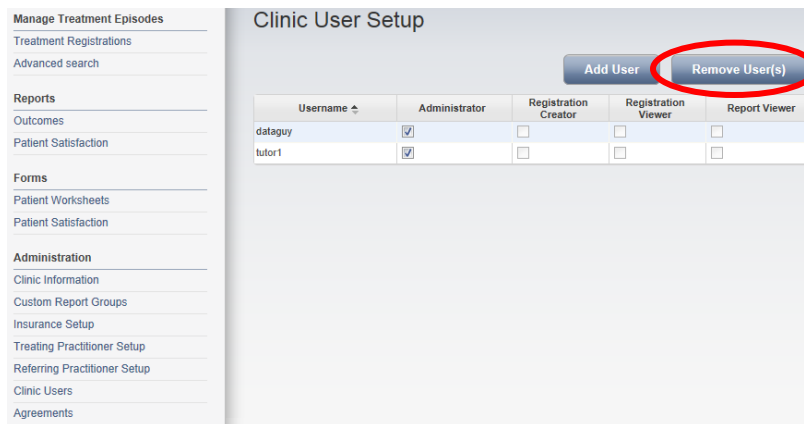 Manage Treatment Episodes
Treatment Registrations
Advanced search
Reports
Outcomes
Patient Satisfaction
Forms
Patient Worksheets
Patient Satisfaction
Administration
Clinic Information
Custom Report Groups
Insurance Setup
Treating Practitioner Setup
Referring Practitioner Setup
Clinic Users
Agreements
Clinic User Setup
Add User Remove User(s)
Username Administrator Registration Creator Registration Viewer Report Viewer
dataguy
tutor1